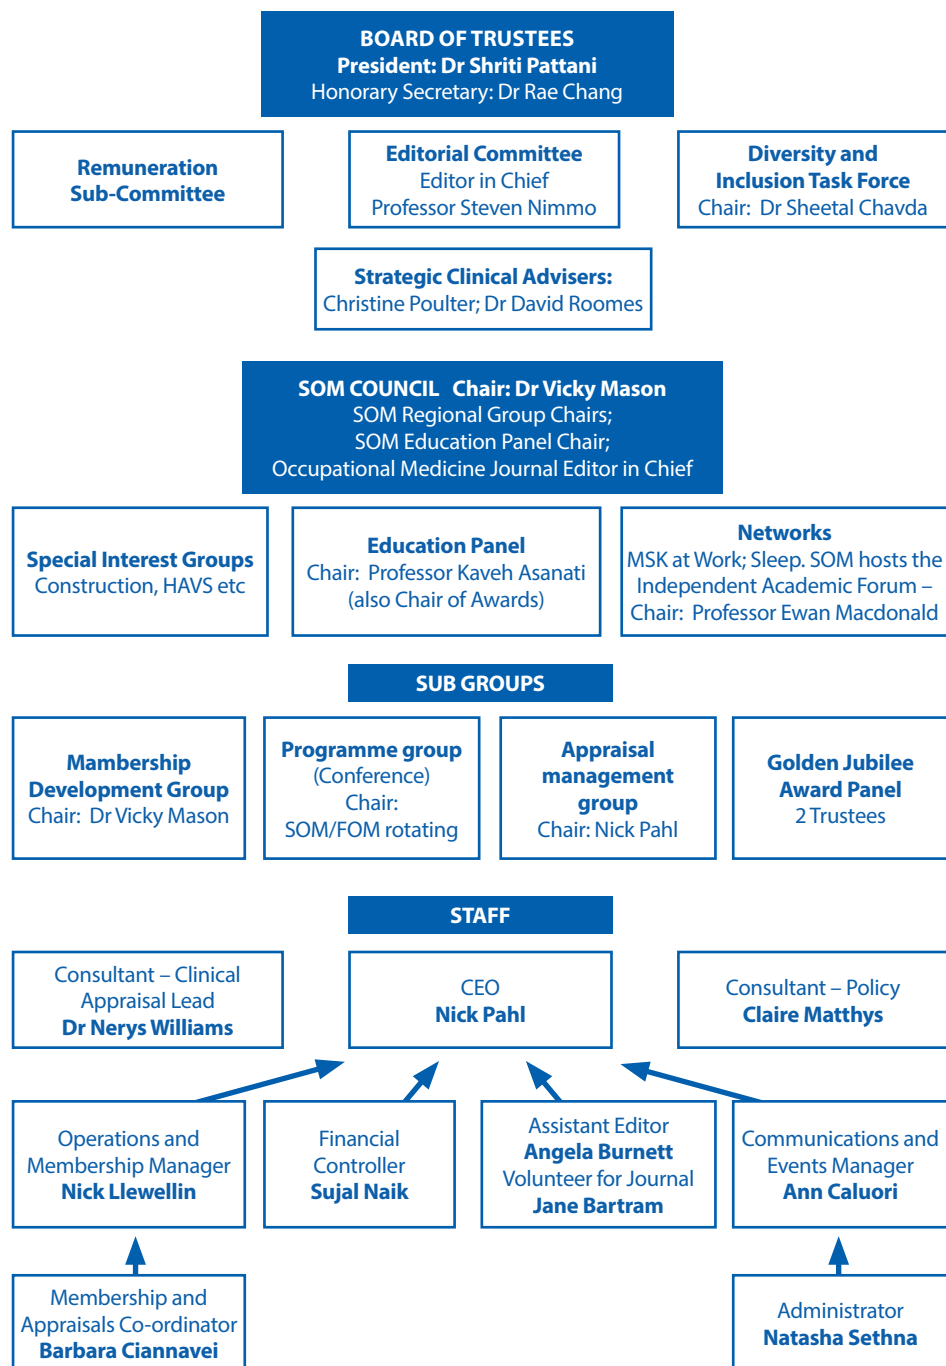 BOARD OF TRUSTEES
President: Dr Shriti Pattani
Honorary Secretary: Dr Rae Chang
Remuneration
Sub-Committee
Editorial Committee
Editor in Chief
Professor Steven Nimmo
Diversity and
Inclusion Task Force
Chair: Dr Sheetal Chavda
Strategic Clinical Advisers:
Christine Poulter; Dr David Roomes
SOM COUNCIL Chair: Dr Vicky Mason
SOM Regional Group Chairs;
SOM Education Panel Chair;
Occupational Medicine Journal Editor in Chief
Special Interest Groups
Construction, HAVS etc
Education Panel
Chair: Professor Kaveh Asanati
(also Chair of Awards)
Networks
MSK at Work; Sleep. SOM hosts the
Independent Academic Forum –
Chair: Professor Ewan Macdonald
SUB GROUPS
Mambership
Development Group
Chair: Dr Vicky Mason
Programme group
(Conference)
Chair:
SOM/FOM rotating
Appraisal
management
group
Chair: Nick Pahl
Golden Jubilee
Award Panel
2 Trustees
STAFF
Consultant – Clinical
Appraisal Lead
Dr Nerys Williams
CEO
Nick Pahl
Consultant – Policy
Claire Matthys
Operations and
Membership Manager
Nick Llewellin
Financial
Controller
Sujal Naik
Assistant Editor
Angela Burnett
Volunteer for Journal
Jane Bartram
Communications and
Events Manager
Ann Caluori
Membership and
Appraisals Co-ordinator
Barbara Ciannavei
Administrator
Natasha Sethna